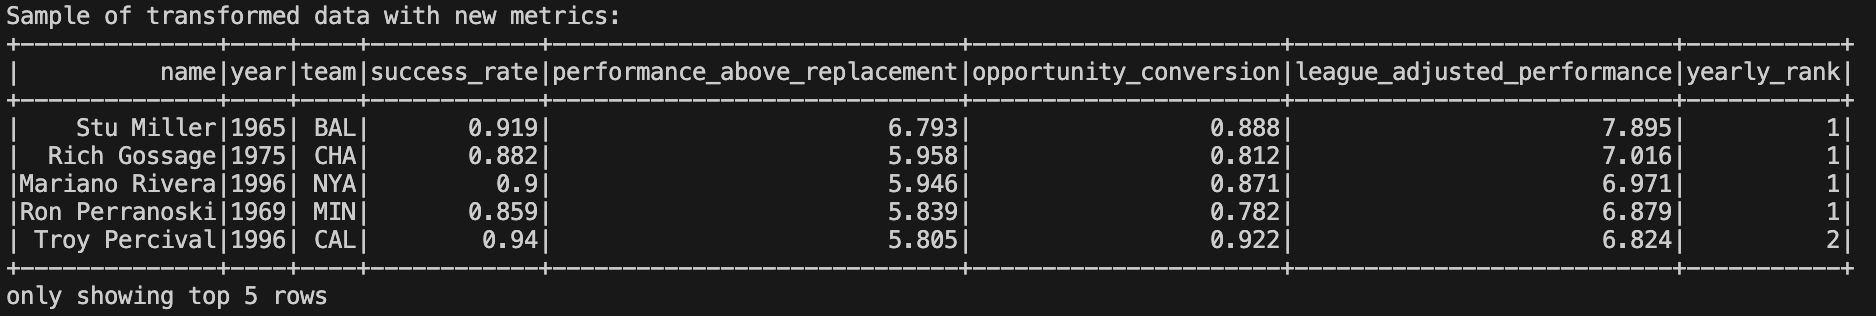 Sample of transformed data with new metrics:
+--------------+----+----+------------+--------------------------+----------------------+---------------------------+-----------+
|          name|year|team|success_rate|performance_above_replacement|opportunity_conversion|league_adjusted_performance|yearly_rank|
+--------------+----+----+------------+--------------------------+----------------------+---------------------------+-----------+
|    Stu Miller|1965| BAL|       0.919|                        6.793|                 0.888|                      7.895|          1|
|  Rich Gossage|1975| CHA|       0.882|                        5.958|                 0.812|                      7.016|          1|
|Mariano Rivera|1996| NYA|         0.9|                        5.946|                 0.871|                      6.971|          1|
|Ron Perranoski|1969| MIN|       0.859|                        5.839|                 0.782|                      6.879|          1|
| Troy Percival|1996| CAL|        0.94|                        5.805|                 0.922|                      6.824|          2|
+--------------+----+----+------------+--------------------------+----------------------+---------------------------+-----------+
only showing top 5 rows